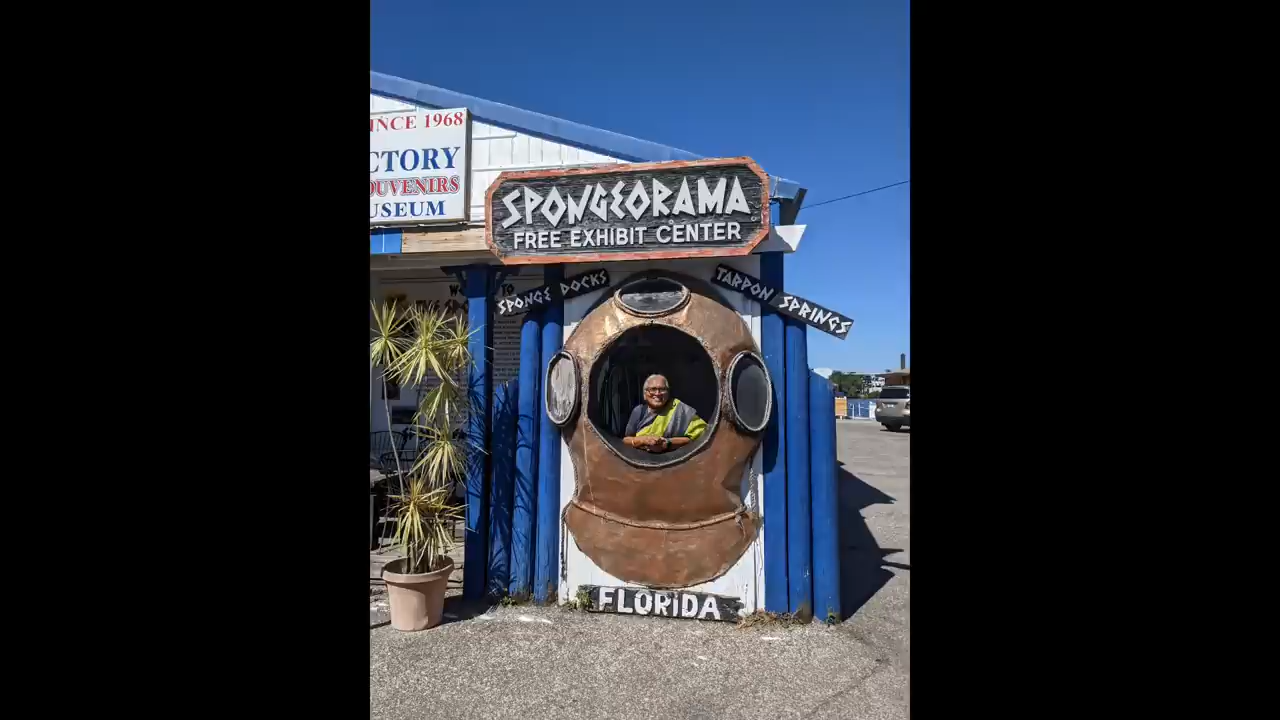 INCE 1968
CTORY
OUVENIRS
USEUM
SPONGEORAMA
FREE EXHIBIT CENTER
SPONGE DOCKS
TARPON SPRINGS
FLORIDA